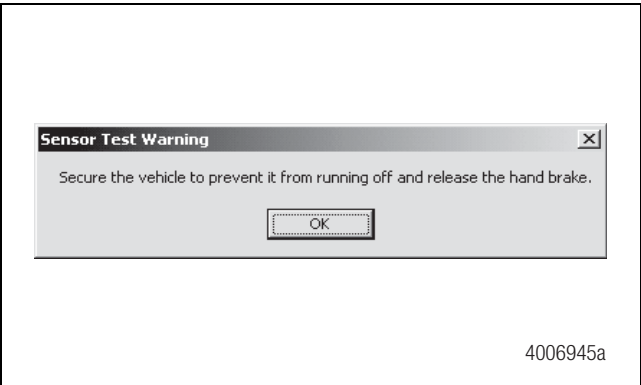 Sensor Test Warning
Secure the vehicle to prevent it from running off and release the hand brake.
OK
4006945a